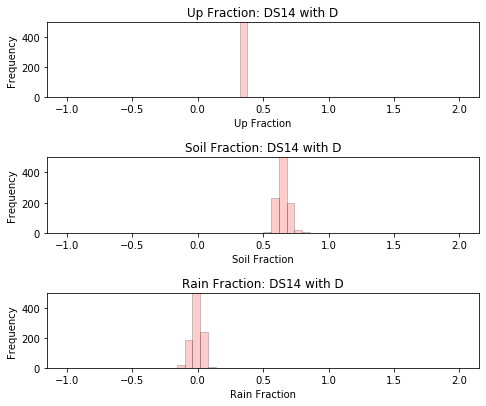 Up Fraction: DS14 with D
400
200
0
Frequency
−1.0 −0.5 0.0 0.5 1.0 1.5 2.0
Up Fraction
Soil Fraction: DS14 with D
400
200
0
Frequency
−1.0 −0.5 0.0 0.5 1.0 1.5 2.0
Soil Fraction
Rain Fraction: DS14 with D
400
200
0
Frequency
−1.0 −0.5 0.0 0.5 1.0 1.5 2.0
Rain Fraction